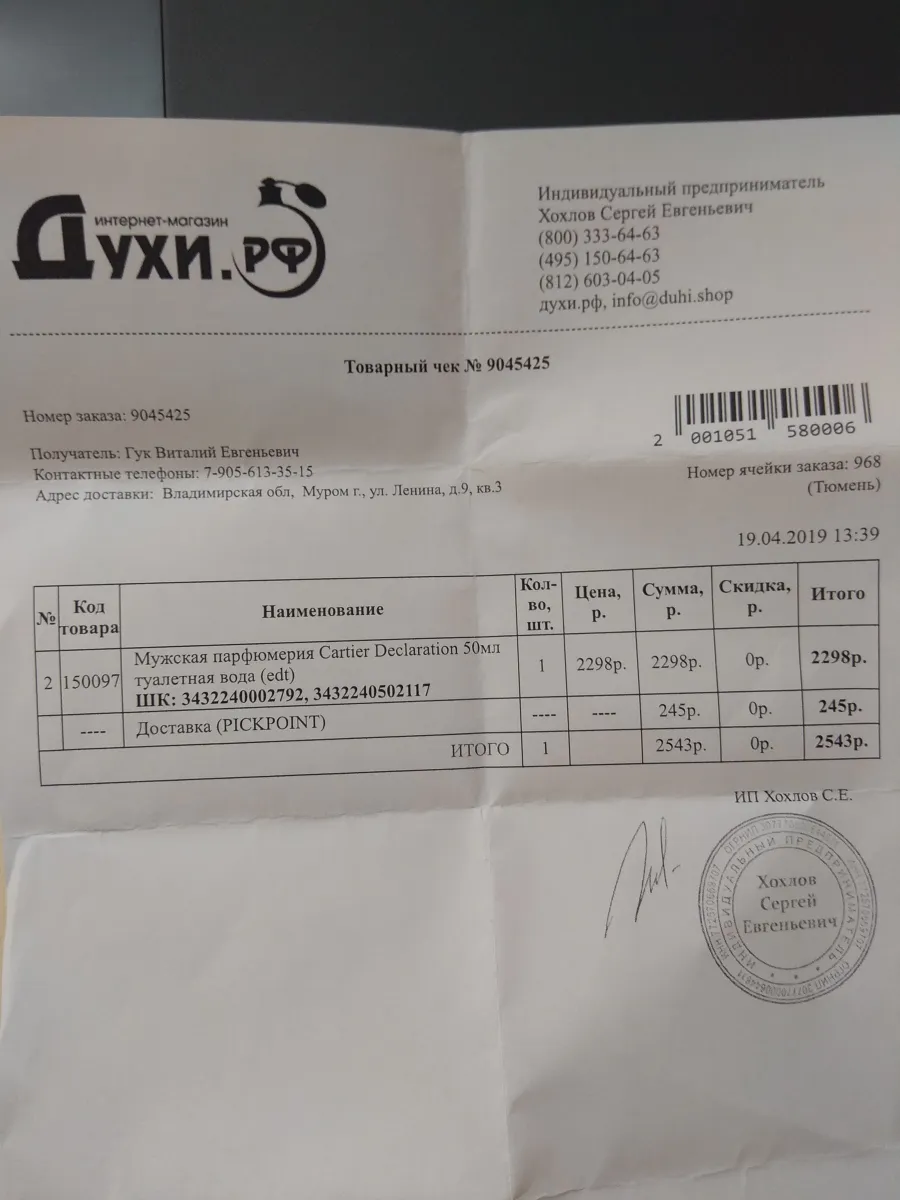 интернет-магазин
Духи.РФ
Индивидуальный предприниматель
Хохлов Сергей Евгеньевич
(800) 333-64-63
(495) 150-64-63
(812) 603-04-05
духи.рф, info@duhi.shop
Товарный чек № 9045425
Номер заказа: 9045425
2 001051 580006
Получатель: Гук Виталий Евгеньевич
Контактные телефоны: 7-905-613-35-15
Адрес доставки: Владимирская обл, Муром г., ул. Ленина, д.9, кв.3
Номер ячейки заказа: 968
(Тюмень)
19.04.2019 13:39
№ Код товара Наименование Кол-во, шт. Цена, р. Сумма, р. Скидка, р. Итого
2 150097 Мужская парфюмерия Cartier Declaration 50мл 1 2298р. 2298р. 0р. 2298р.
туалетная вода (edt)
ШК: 3432240002792, 3432240502117
---- Доставка (PICKPOINT) ---- ---- 245р. 0р. 245р.
ИТОГО 1 2543р. 0р. 2543р.
ИП Хохлов С.Е.
ИНДИВИДУАЛЬНЫЙ ПРЕДПРИНИМАТЕЛЬ
Хохлов
Сергей
Евгеньевич